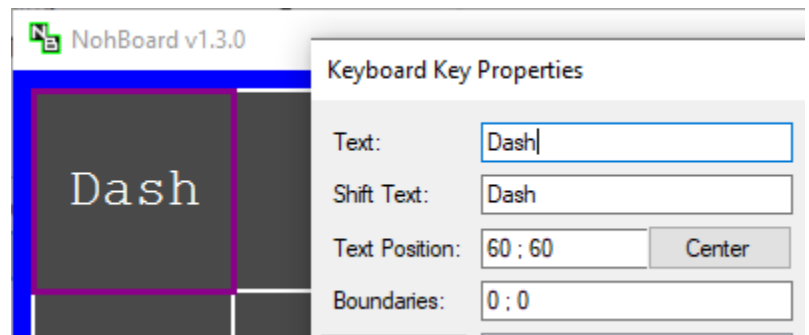 NohBoard v1.3.0
Keyboard Key Properties
Text: Dash
Dash
Shift Text: Dash
Text Position: 60 ; 60 Center
Boundaries: 0 ; 0